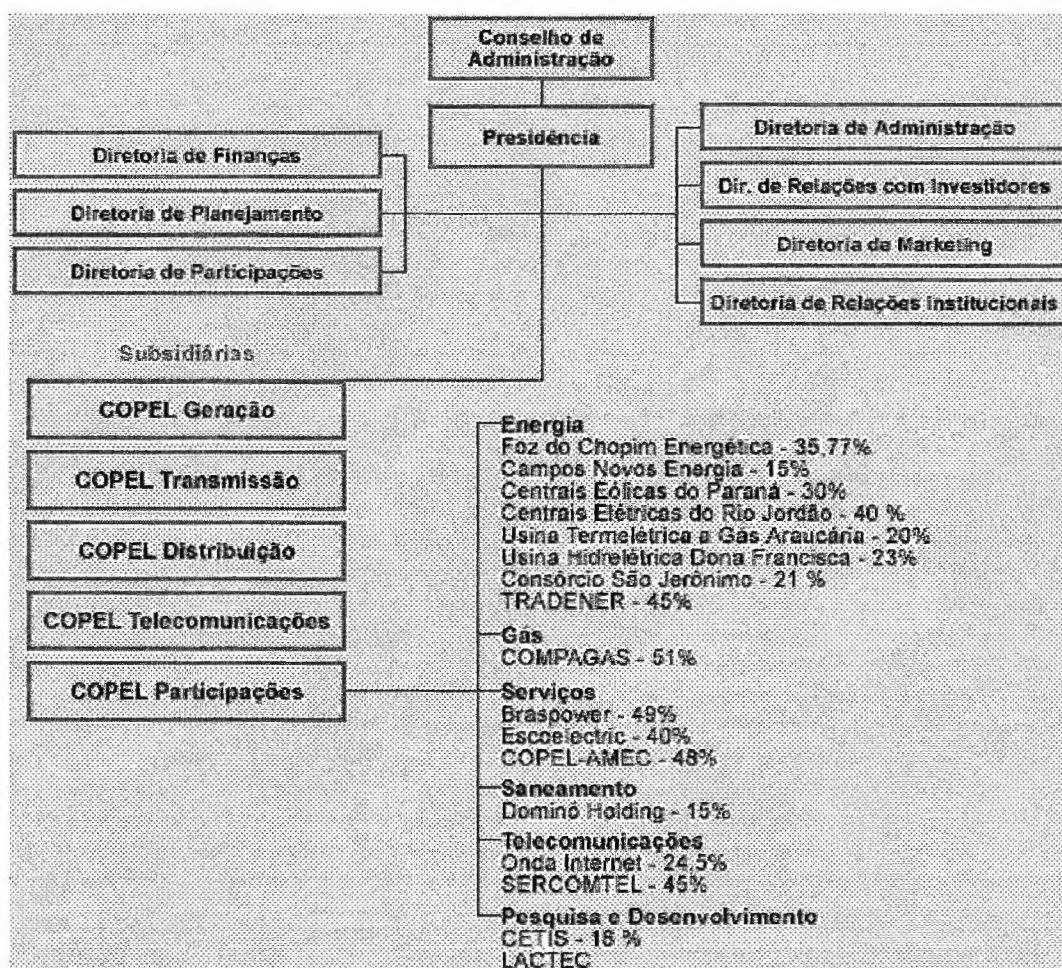 Conselho de
Administração
Presidência
Diretoria de Finanças
Diretoria de Planejamento
Diretoria de Participações
Diretoria de Administração
Dir. de Relações com Investidores
Diretoria de Marketing
Diretoria de Relações Institucionais
Subsidiárias
COPEL Geração
COPEL Transmissão
COPEL Distribuição
COPEL Telecomunicações
COPEL Participações
Energia
Foz do Chopim Energética - 35,77%
Campos Novos Energia - 15%
Centrais Eólicas do Paraná - 30%
Centrais Elétricas do Rio Jordão - 40 %
Usina Termelétrica a Gás Araucária - 20%
Usina Hidrelétrica Dona Francisca - 23%
Consórcio São Jerônimo - 21 %
TRADENER - 45%
Gás
COMPAGAS - 51%
Serviços
Braspower - 49%
Escoelectric - 40%
COPEL-AMEC - 48%
Saneamento
Dominó Holding - 15%
Telecomunicações
Onda Internet - 24,5%
SERCOMTEL - 45%
Pesquisa e Desenvolvimento
CETIS - 18 %
LACTEC